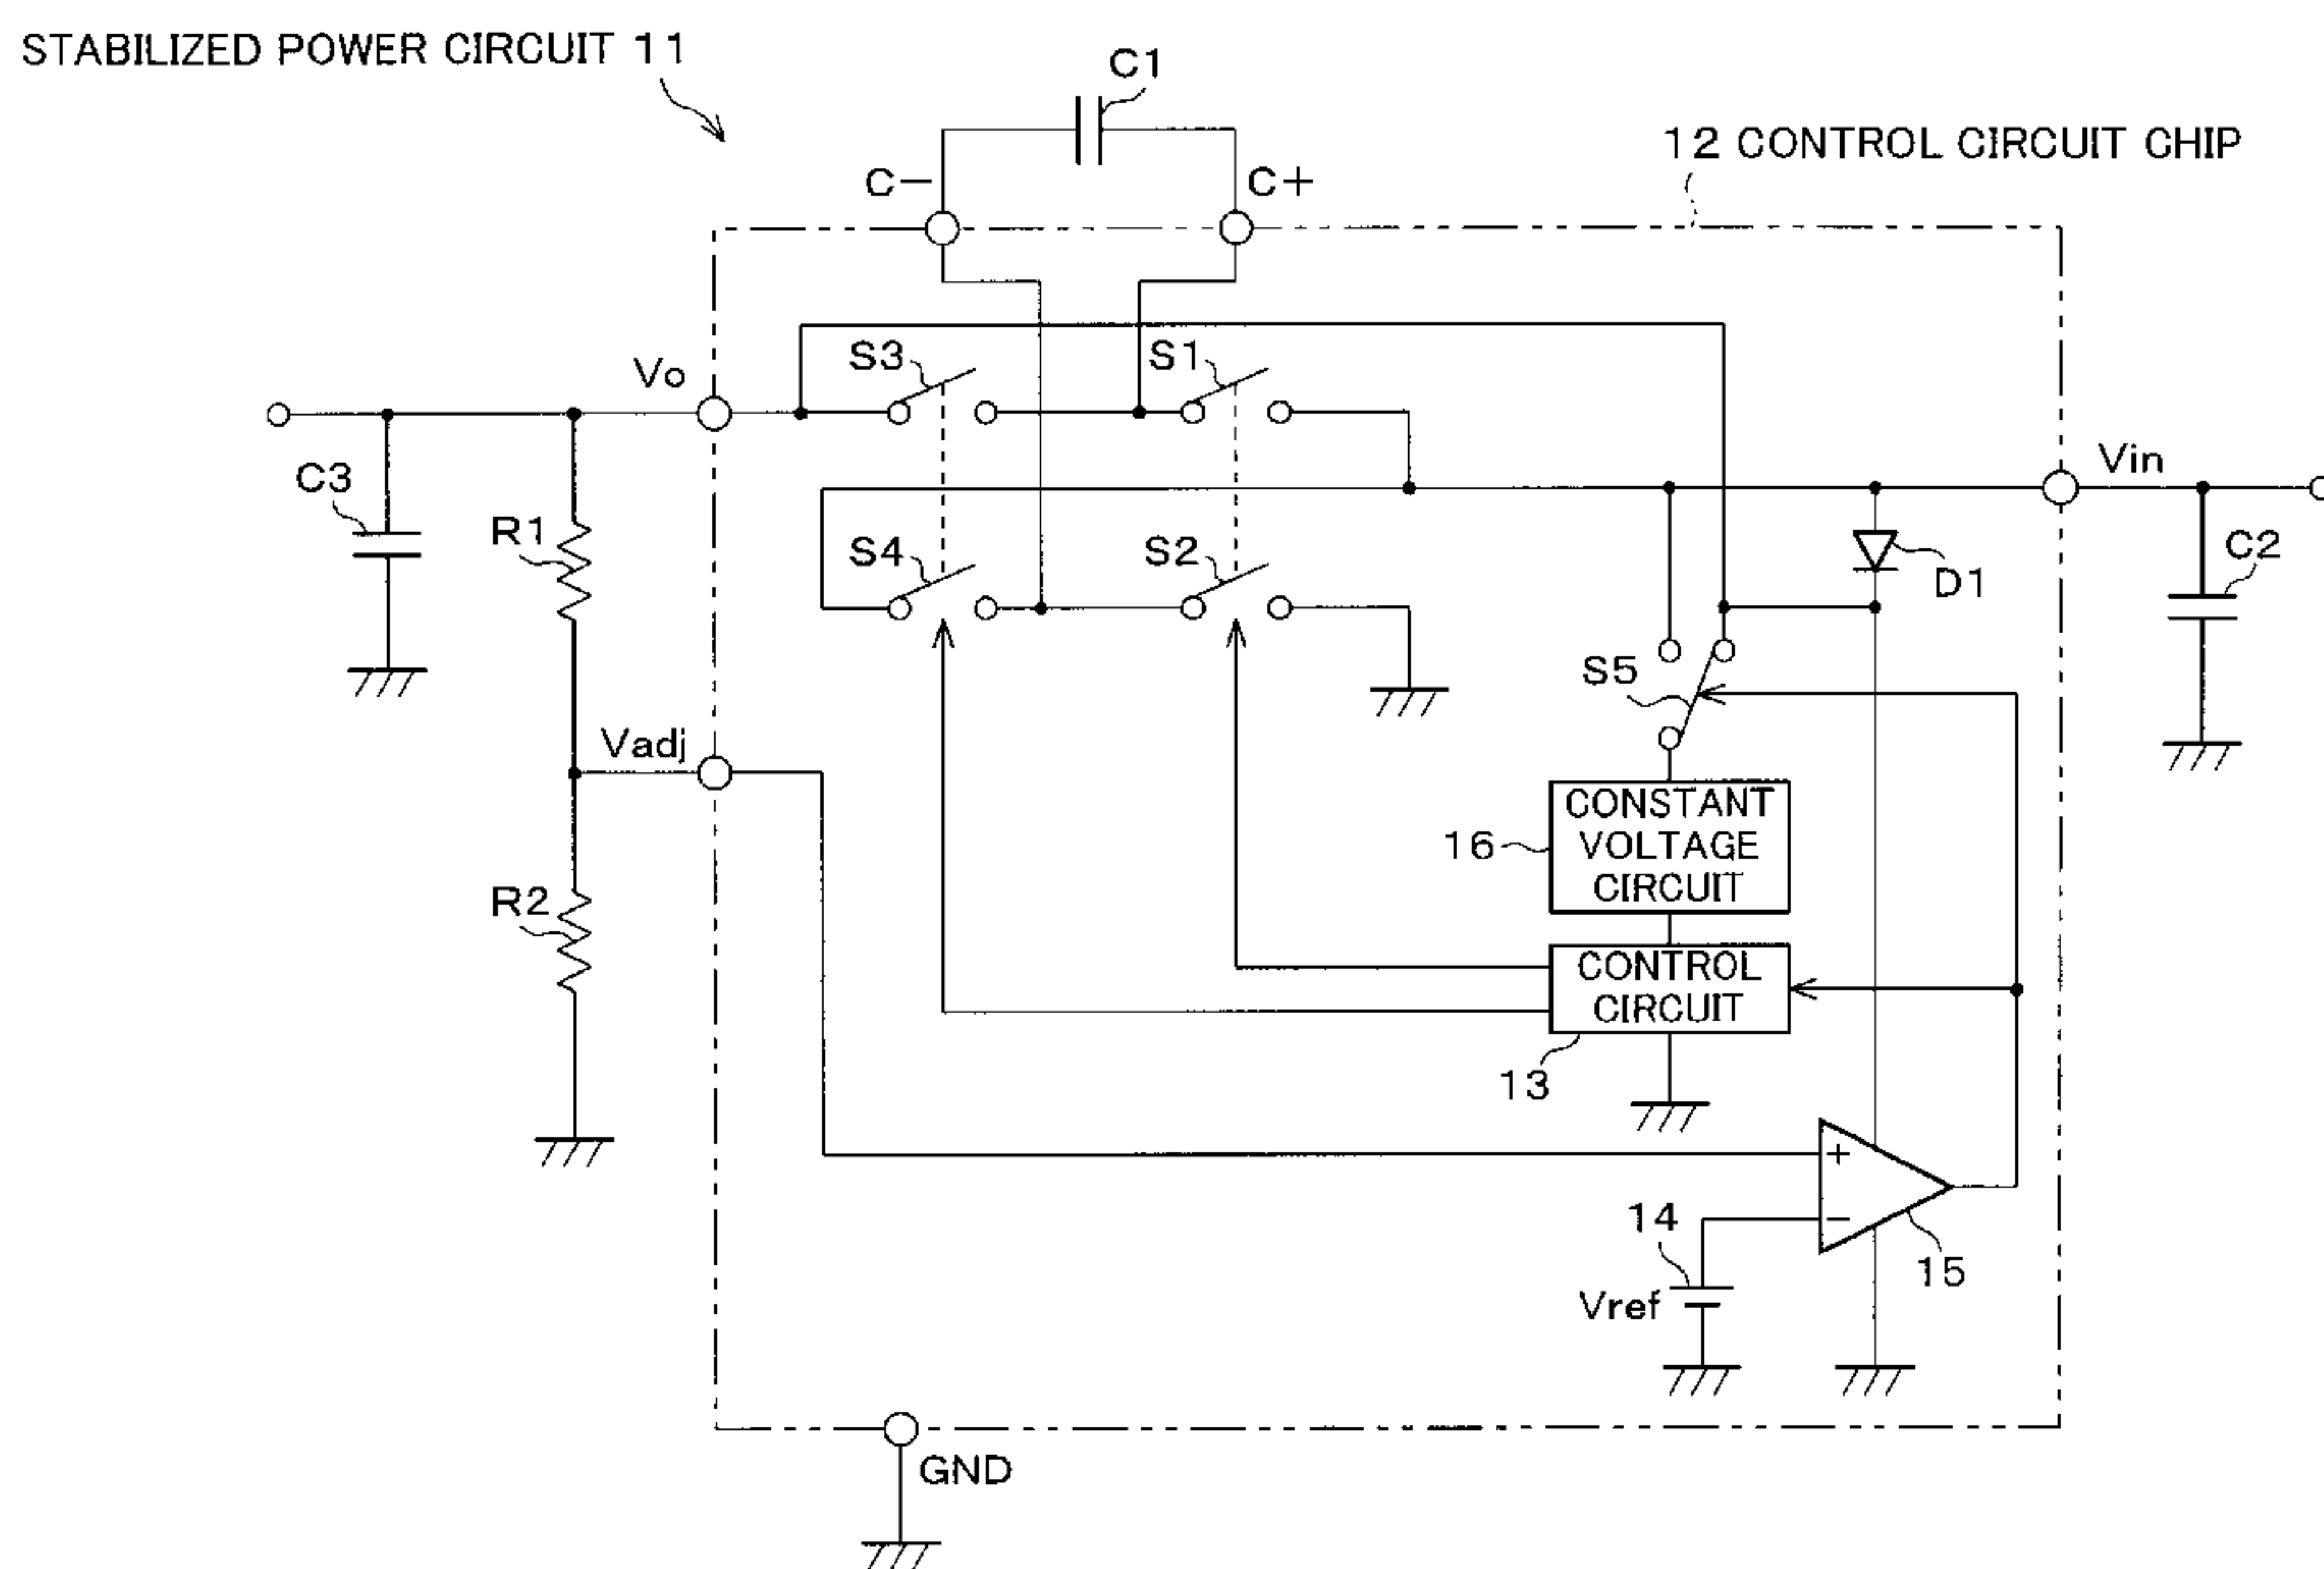 STABILIZED POWER CIRCUIT 11
C1
12 CONTROL CIRCUIT CHIP
C−
C+
S3
S1
Vo
Vin
C3
R1
S4
S2
D1
C2
S5
Vadj
CONSTANT
VOLTAGE
CIRCUIT
16
R2
CONTROL
CIRCUIT
13
+
−
14
15
Vref
GND